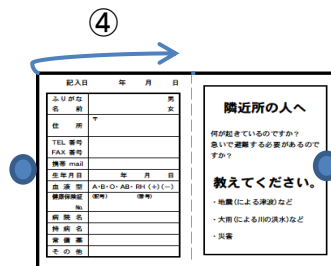 ④
記入日　　年　月　日
ふりがな
名　前　　男
女
住　所　〒
TEL 番号
FAX 番号
携帯 mail
生年月日　　年　月　日
血液型　A・B・O・AB・RH（＋）（－）
健康保険証　(記号)　(番号)
No.
病院名
持病名
常備薬
その他
隣近所の人へ
何が起きているのですか？
急いで避難する必要があるので
すか？
教えてください。
・地震(による津波)など
・大雨(による川の洪水)など
・災害